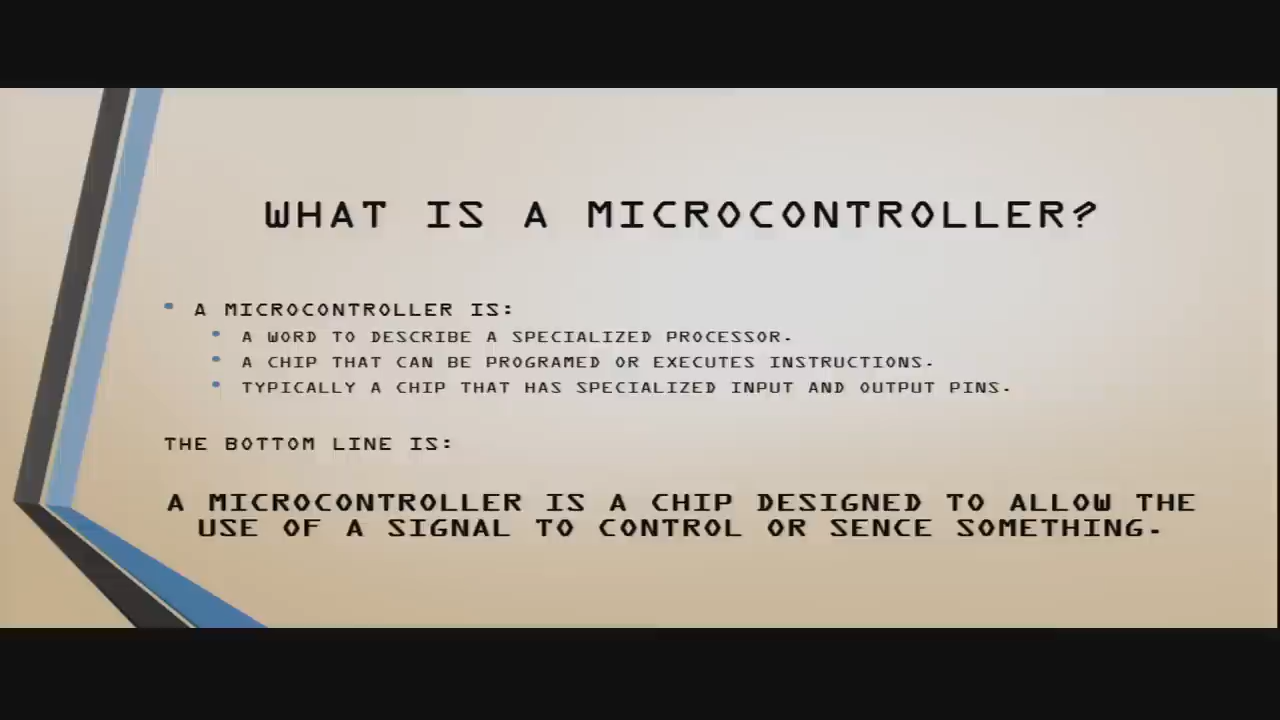 WHAT IS A MICROCONTROLLER?
• A MICROCONTROLLER IS:
• A WORD TO DESCRIBE A SPECIALIZED PROCESSOR.
• A CHIP THAT CAN BE PROGRAMED OR EXECUTES INSTRUCTIONS.
• TYPICALLY A CHIP THAT HAS SPECIALIZED INPUT AND OUTPUT PINS.
THE BOTTOM LINE IS:
A MICROCONTROLLER IS A CHIP DESIGNED TO ALLOW THE
USE OF A SIGNAL TO CONTROL OR SENCE SOMETHING.